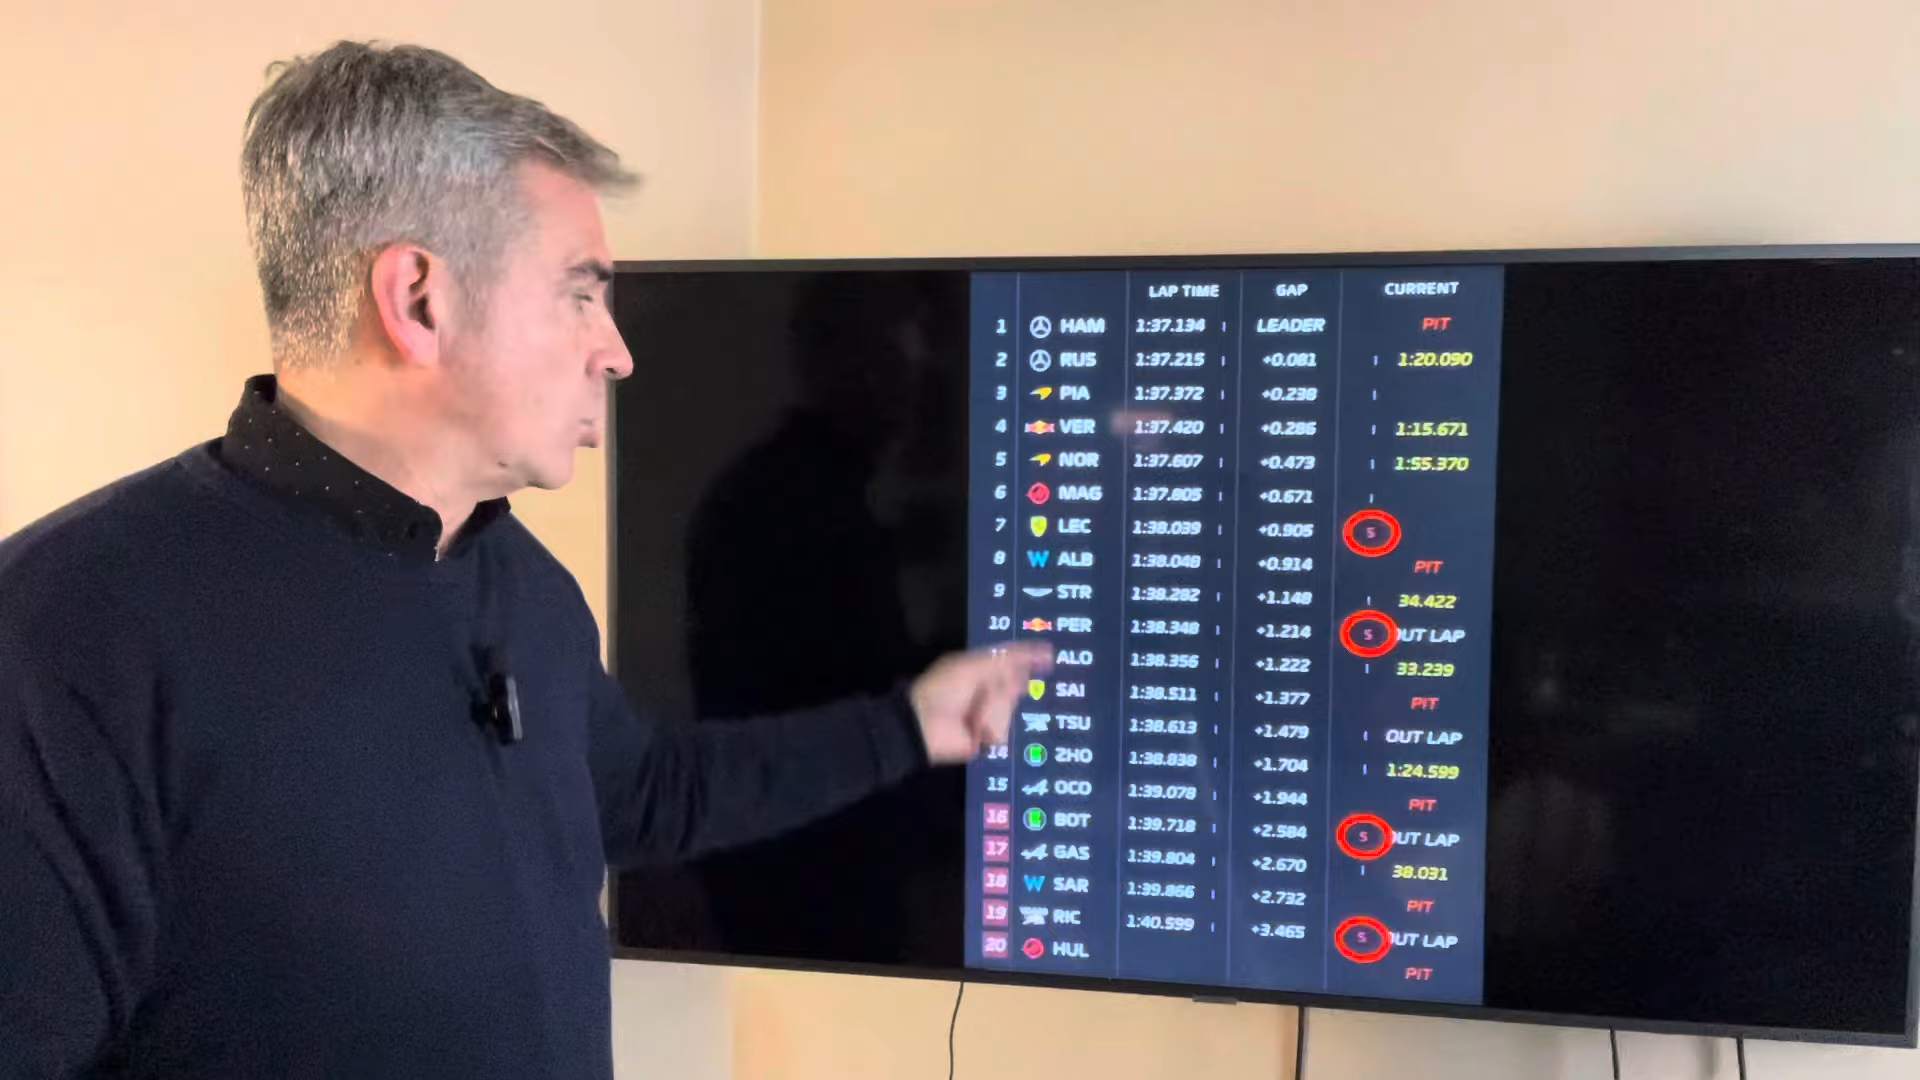 LAP TIME GAP CURRENT
1 HAM 1:37.134 LEADER PIT
2 RUS 1:37.215 +0.081 1:20.090
3 PIA 1:37.372 +0.238
4 VER 1:37.420 +0.286 1:15.671
5 NOR 1:37.607 +0.473 1:55.370
6 MAG 1:37.805 +0.671
7 LEC 1:38.039 +0.905 S
8 W ALB 1:38.048 +0.914 PIT
9 STR 1:38.282 +1.148 34.422
10 PER 1:38.348 +1.214 S OUT LAP
ALO 1:38.356 +1.222 33.239
SAI 1:38.511 +1.377 PIT
TSU 1:38.613 +1.479 OUT LAP
14 ZHO 1:38.838 +1.704 1:24.599
15 OCO 1:39.078 +1.944 PIT
16 BOT 1:39.718 +2.584 S OUT LAP
17 GAS 1:39.804 +2.670 38.031
18 W SAR 1:39.866 +2.732 PIT
19 RIC 1:40.599 +3.465 S OUT LAP
20 HUL PIT